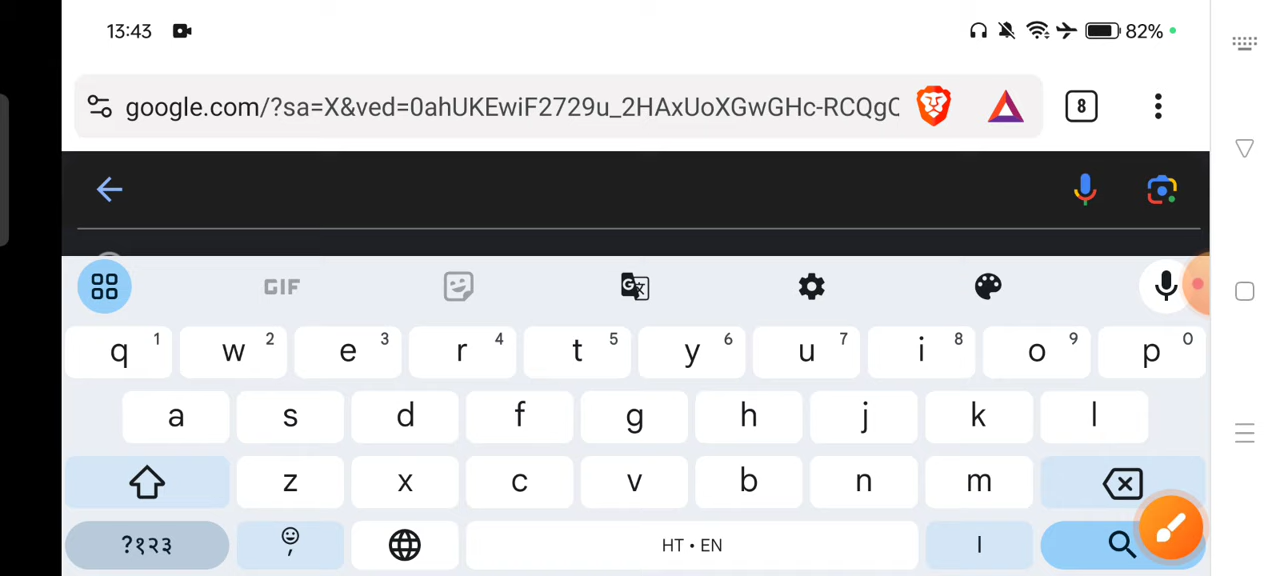 13:43 82%
google.com/?sa=X&ved=0ahUKEwiF2729u_2HAxUoXGwGHc-RCQgC 8
GIF
q 1 w 2 e 3 r 4 t 5 y 6 u 7 i 8 o 9 p 0
a s d f g h j k l
z x c v b n m
?१२३ , HT • EN ।